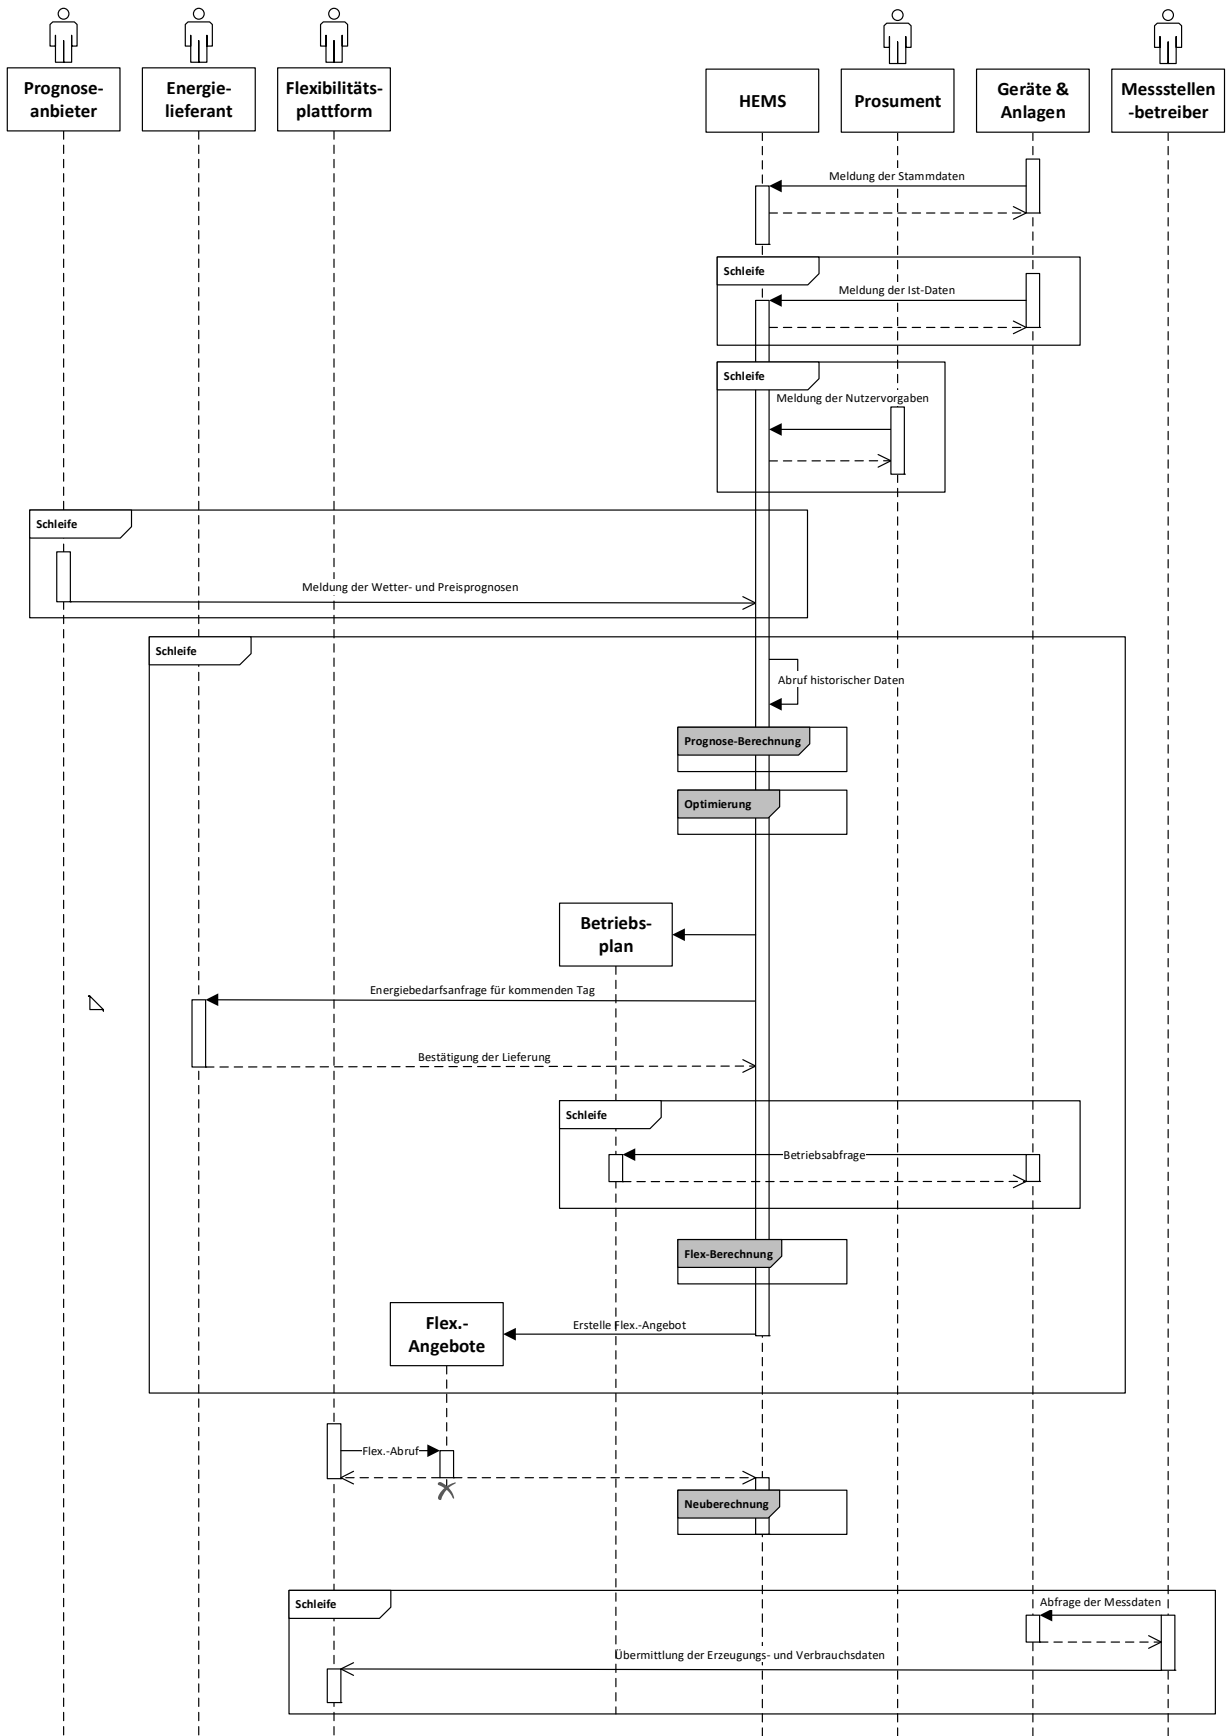 Prognose-
anbieter
Energie-
lieferant
Flexibilitäts-
plattform
HEMS
Prosument
Geräte &
Anlagen
Messstellen
-betreiber
Meldung der Stammdaten
Schleife
Meldung der Ist-Daten
Schleife
Meldung der Nutzervorgaben
Schleife
Meldung der Wetter- und Preisprognosen
Schleife
Abruf historischer Daten
Prognose-Berechnung
Optimierung
Betriebs-
plan
Energiebedarfsanfrage für kommenden Tag
Bestätigung der Lieferung
Schleife
Betriebsabfrage
Flex-Berechnung
Flex.-
Angebote
Erstelle Flex.-Angebot
Flex.-Abruf
Neuberechnung
Schleife
Abfrage der Messdaten
Übermittlung der Erzeugungs- und Verbrauchsdaten